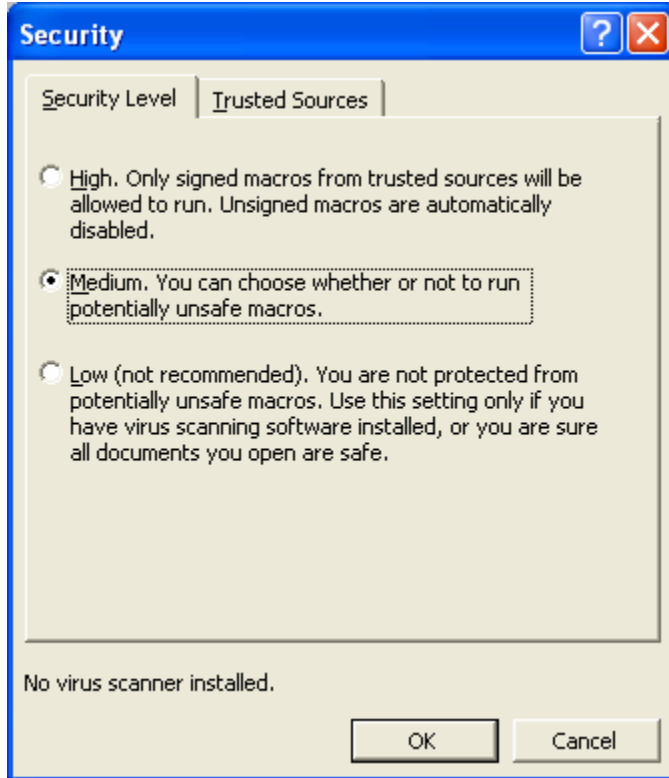 Security
Security Level
Trusted Sources
High. Only signed macros from trusted sources will be
allowed to run. Unsigned macros are automatically
disabled.
Medium. You can choose whether or not to run
potentially unsafe macros.
Low (not recommended). You are not protected from
potentially unsafe macros. Use this setting only if you
have virus scanning software installed, or you are sure
all documents you open are safe.
No virus scanner installed.
OK
Cancel